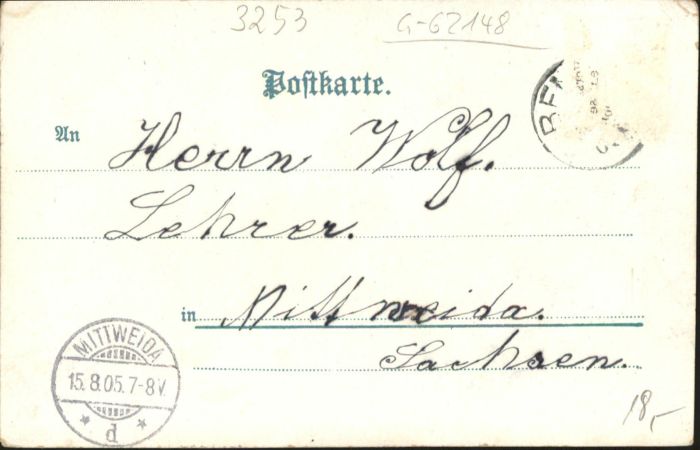 3253
G-62148
Postkarte.
An Herrn Wolf.
Lehrer.
in Mittweida.
Sachsen.
MITTWEIDA
15.8.05.7-8V.
* d *
18,-